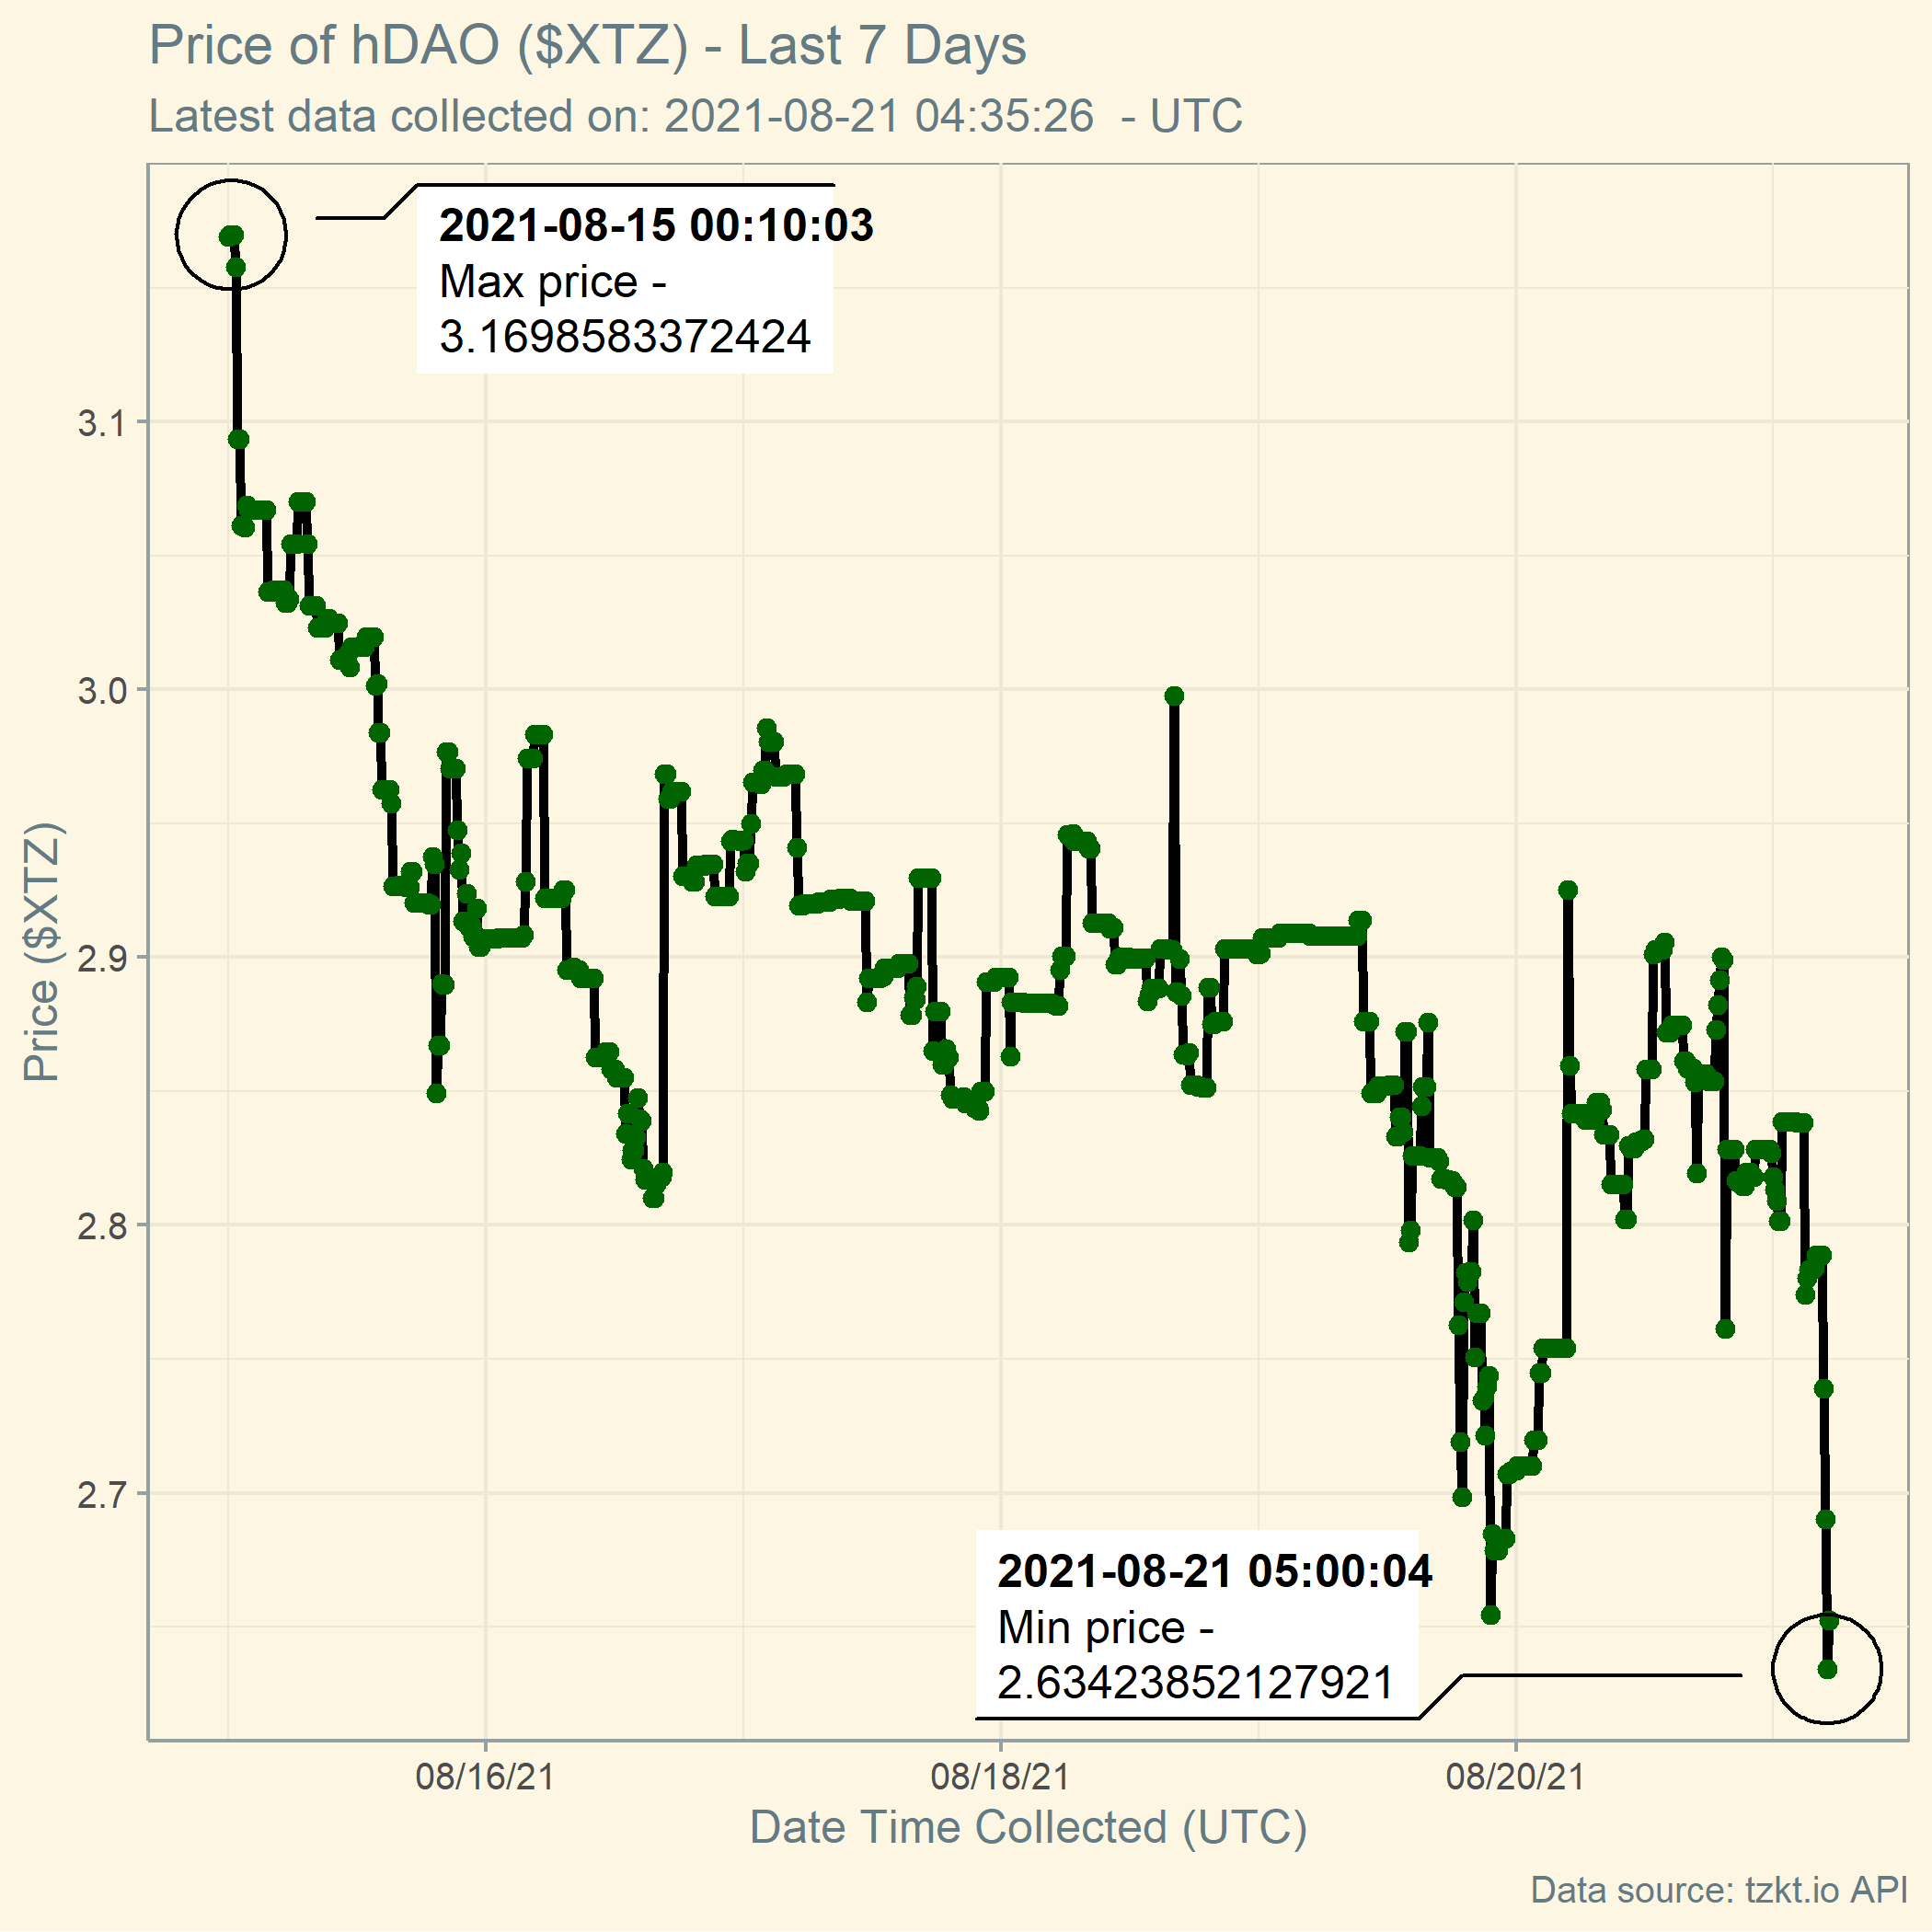 Price of hDAO ($XTZ) - Last 7 Days
Latest data collected on: 2021-08-21 04:35:26  - UTC
2021-08-15 00:10:03
Max price -
3.1698583372424
3.1
3.0
2.9
2.8
2.7
Price ($XTZ)
2021-08-21 05:00:04
Min price -
2.63423852127921
08/16/21
08/18/21
08/20/21
Date Time Collected (UTC)
Data source: tzkt.io API